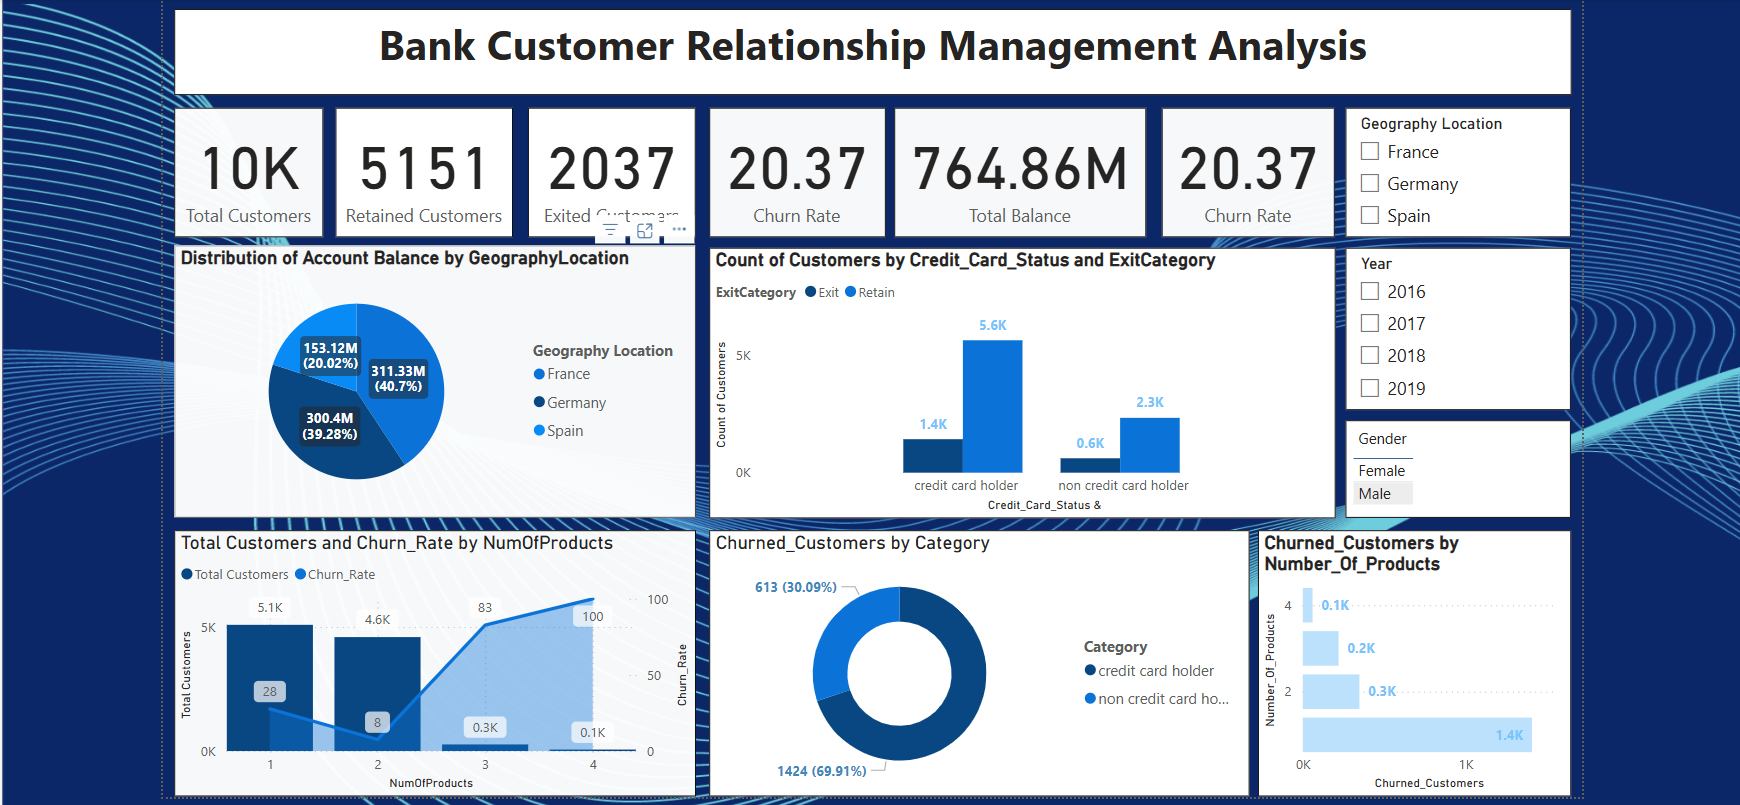 Bank Customer Relationship Management Analysis
10K
Total Customers
5151
Retained Customers
2037
Exited Customers
20.37
Churn Rate
764.86M
Total Balance
20.37
Churn Rate
Geography Location
France
Germany
Spain
Distribution of Account Balance by GeographyLocation
153.12M
(20.02%)
311.33M
(40.7%)
300.4M
(39.28%)
Geography Location
France
Germany
Spain
Count of Customers by Credit_Card_Status and ExitCategory
ExitCategory Exit Retain
Count of Customers
5K
0K
1.4K
5.6K
0.6K
2.3K
credit card holder
non credit card holder
Credit_Card_Status &
Year
2016
2017
2018
2019
Gender
Female
Male
Total Customers and Churn_Rate by NumOfProducts
Total Customers Churn_Rate
Total Customers
5K
0K
5.1K
4.6K
83
100
28
8
0.3K
0.1K
100
50
0
Churn_Rate
1 2 3 4
NumOfProducts
Churned_Customers by Category
613 (30.09%)
1424 (69.91%)
Category
credit card holder
non credit card ho...
Churned_Customers by
Number_Of_Products
Number_Of_Products
4
2
0.1K
0.2K
0.3K
1.4K
0K 1K
Churned_Customers